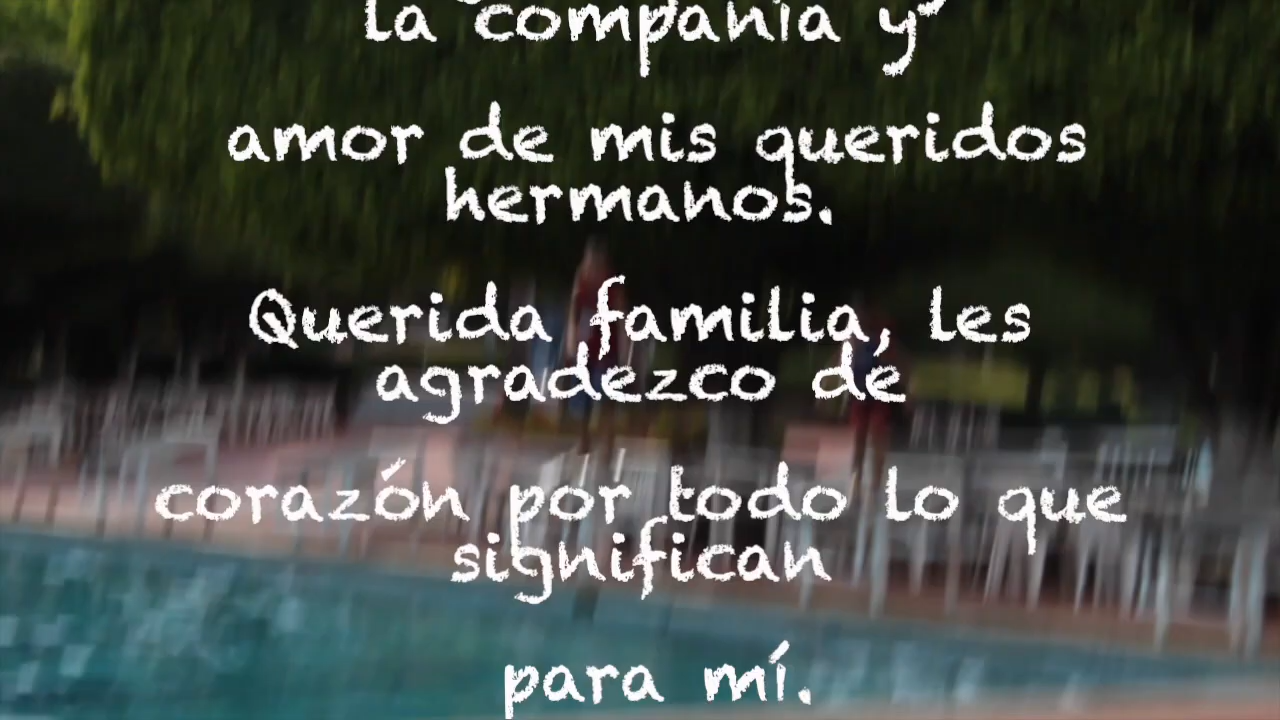 la compañía y
amor de mis queridos
hermanos.
Querida familia, les
agradezco de
corazón por todo lo que
significan
para mí.